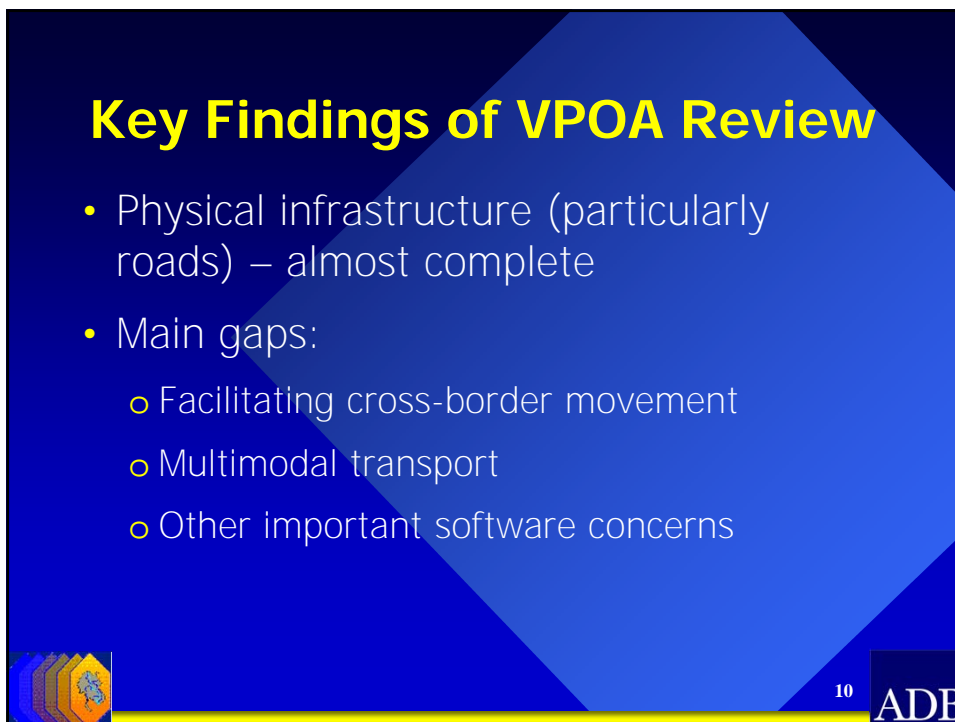 Key Findings of VPOA Review
• Physical infrastructure (particularly
roads) – almost complete
• Main gaps:
o Facilitating cross-border movement
o Multimodal transport
o Other important software concerns
10
ADB